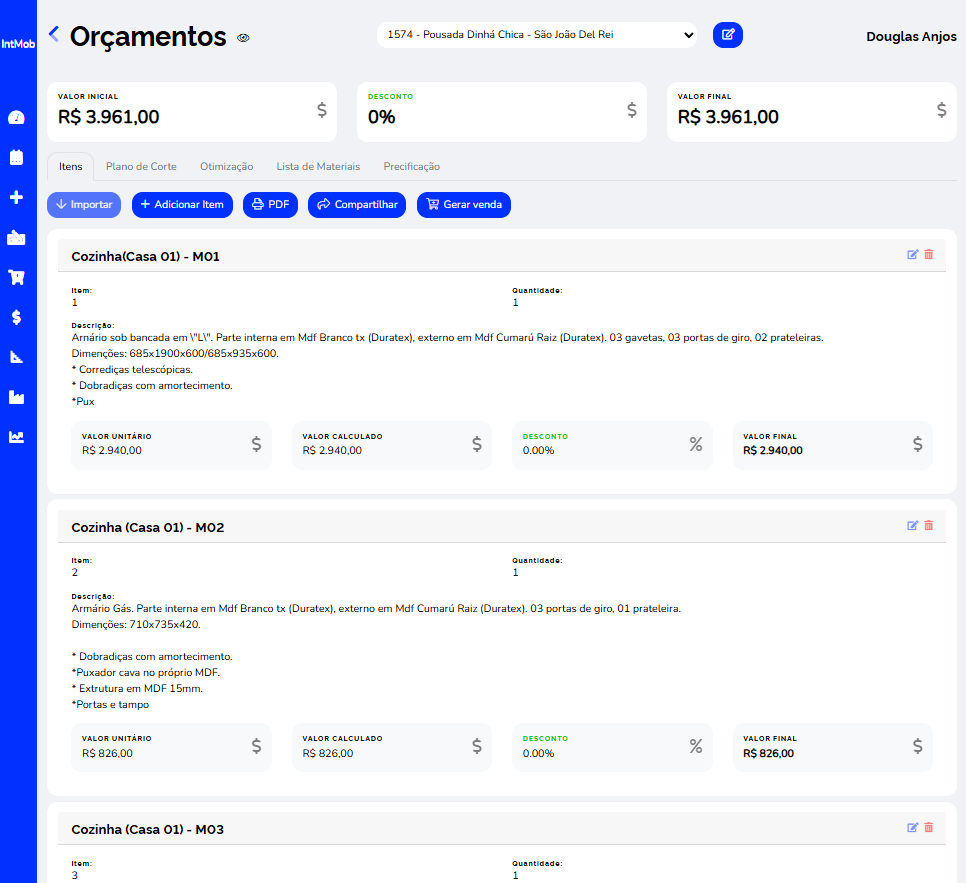 IntMob
Orçamentos
1574 - Pousada Dinhá Chica - São João Del Rei
Douglas Anjos
VALOR INICIAL
R$ 3.961,00
$
DESCONTO
0%
$
VALOR FINAL
R$ 3.961,00
$
Itens
Plano de Corte
Otimização
Lista de Materiais
Precificação
Importar
Adicionar Item
PDF
Compartilhar
Gerar venda
Cozinha(Casa 01) - M01
Item:
1
Quantidade:
1
Descrição:
Arnário sob bancada em \"L\". Parte interna em Mdf Branco tx (Duratex), externo em Mdf Cumarú Raiz (Duratex). 03 gavetas, 03 portas de giro, 02 prateleiras.
Dimenções: 685x1900x600/685x935x600.
* Corrediças telescópicas.
* Dobradiças com amortecimento.
*Pux
VALOR UNITÁRIO
R$ 2.940,00
$
VALOR CALCULADO
R$ 2.940,00
$
DESCONTO
0.00%
%
VALOR FINAL
R$ 2.940,00
$
Cozinha (Casa 01) - M02
Item:
2
Quantidade:
1
Descrição:
Armário Gás. Parte interna em Mdf Branco tx (Duratex), externo em Mdf Cumarú Raiz (Duratex). 03 portas de giro, 01 prateleira.
Dimenções: 710x735x420.
* Dobradiças com amortecimento.
*Puxador cava no próprio MDF.
* Extrutura em MDF 15mm.
*Portas e tampo
VALOR UNITÁRIO
R$ 826,00
$
VALOR CALCULADO
R$ 826,00
$
DESCONTO
0.00%
%
VALOR FINAL
R$ 826,00
$
Cozinha (Casa 01) - M03
Item:
3
Quantidade:
1